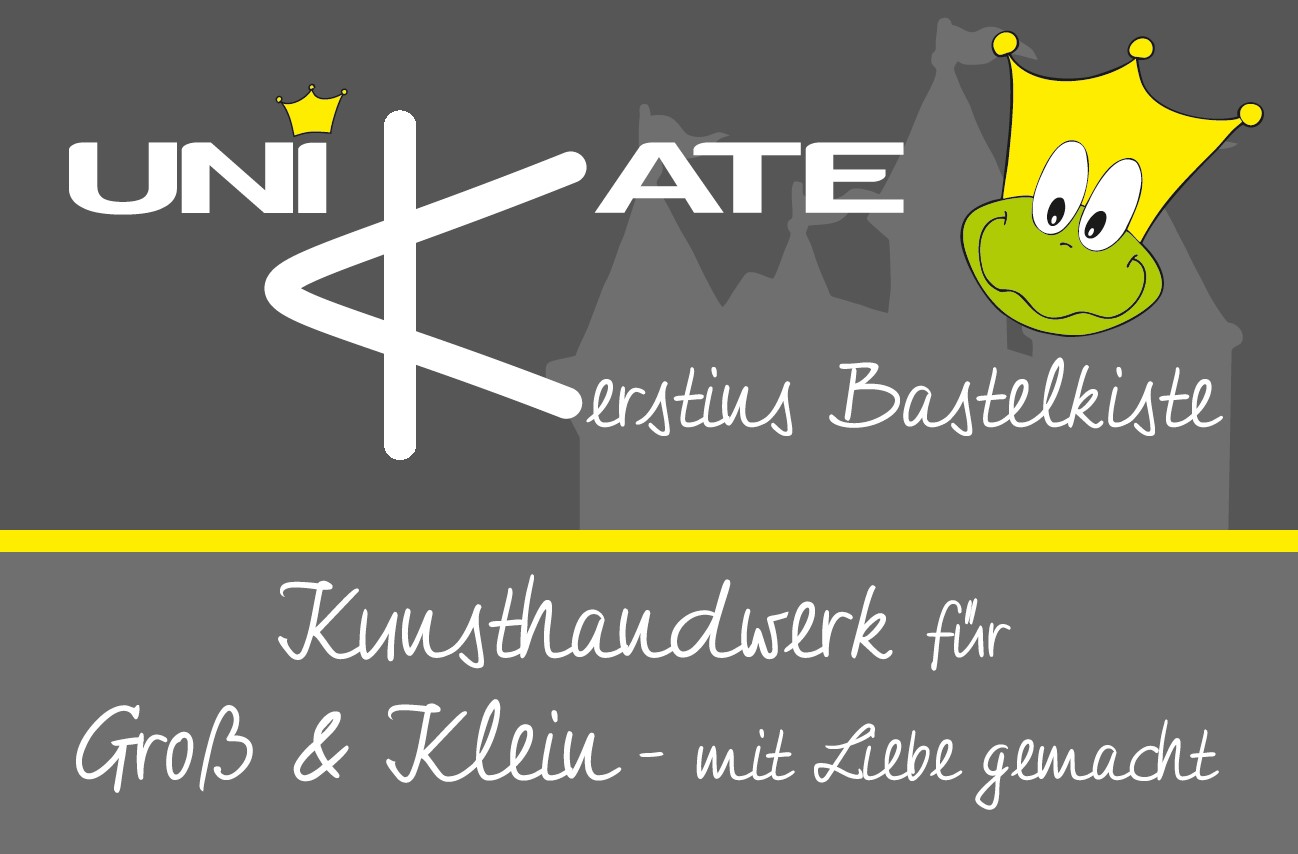 UNIKATE
Kerstins Bastelkiste
Kunsthandwerk für
Groß & Klein - mit Liebe gemacht